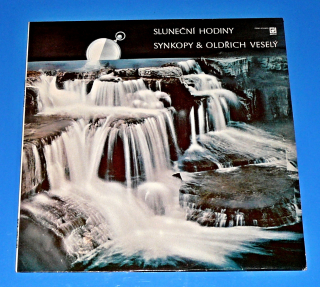 SLUNEČNÍ HODINY
SYNKOPY & OLDŘICH VESELÝ